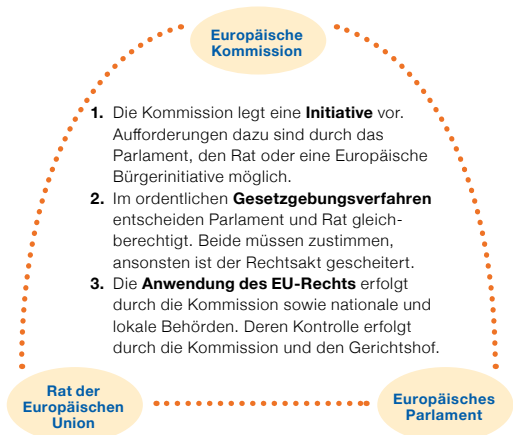 Europäische
Kommission
1. Die Kommission legt eine Initiative vor.
Aufforderungen dazu sind durch das
Parlament, den Rat oder eine Europäische
Bürgerinitiative möglich.
2. Im ordentlichen Gesetzgebungsverfahren
entscheiden Parlament und Rat gleich-
berechtigt. Beide müssen zustimmen,
ansonsten ist der Rechtsakt gescheitert.
3. Die Anwendung des EU-Rechts erfolgt
durch die Kommission sowie nationale und
lokale Behörden. Deren Kontrolle erfolgt
durch die Kommission und den Gerichtshof.
Rat der
Europäischen
Union
Europäisches
Parlament